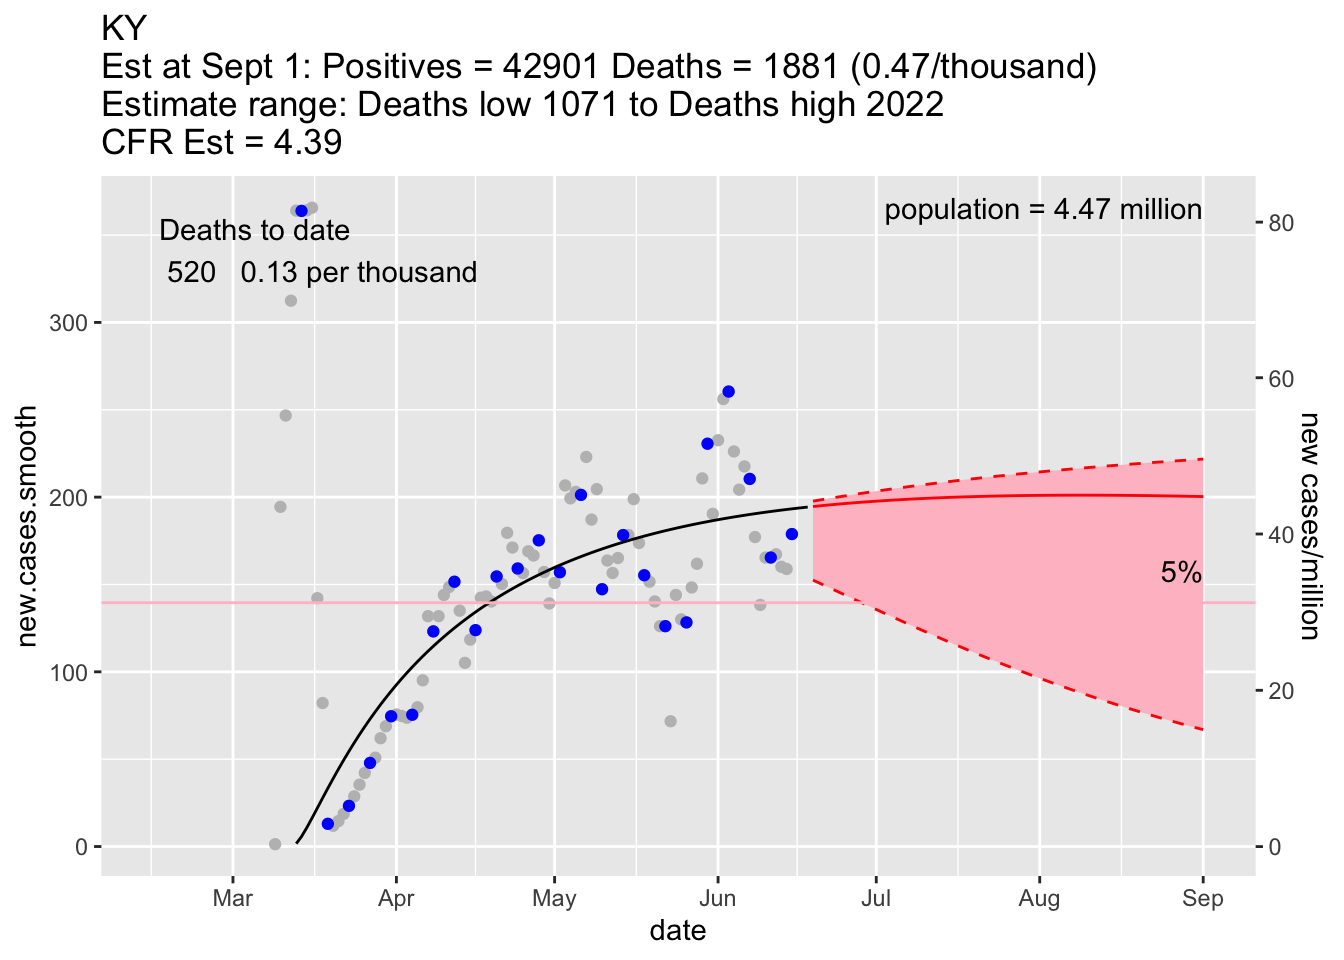 KY
Est at Sept 1: Positives = 42901 Deaths = 1881 (0.47/thousand)
Estimate range: Deaths low 1071 to Deaths high 2022
CFR Est = 4.39
population = 4.47 million
Deaths to date
520 0.13 per thousand
300
200
100
0
new.cases.smooth
80
60
40
20
0
new cases/million
5%
Mar Apr May Jun Jul Aug Sep
date